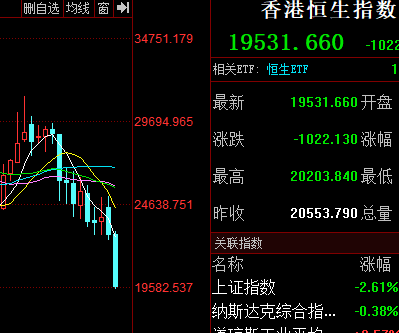 删自选 均线 窗
香港恒生指数
34751.179
19531.660 -1022
相关ETF: 恒生ETF 1
最新 19531.660 开盘
29694.965
涨跌 -1022.130 涨幅
最高 20203.840 最低
24638.751
昨收 20553.790 总量
关联指数
名称 涨幅
19582.537
上证指数 -2.61%
纳斯达克综合指... -0.38%